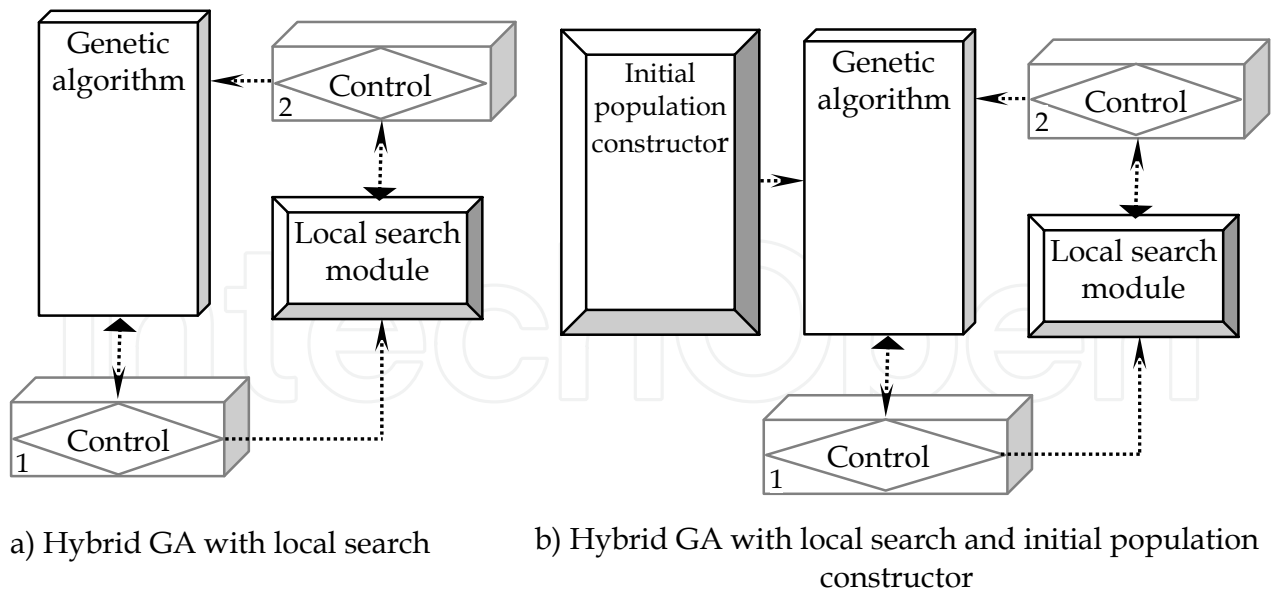 Genetic
algorithm
Control
2
Local search
module
Control
1
a) Hybrid GA with local search
Initial
population
constructor
Genetic
algorithm
Control
2
Local search
module
Control
1
b) Hybrid GA with local search and initial population
constructor
IntechOpen